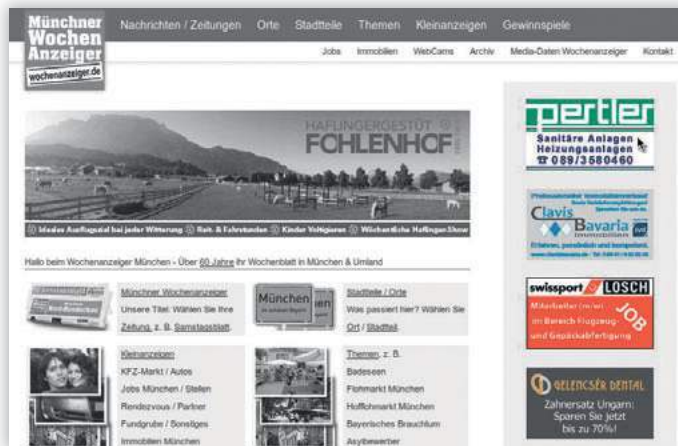 Münchner
Wochen
Anzeiger
wochenanzeiger.de
Nachrichten / Zeitungen Orte Stadtteile Themen Kleinanzeigen Gewinnspiele
Jobs Immobilien WebCams Archiv Media-Daten Wochenanzeiger Kontakt
HAFLINGERGESTÜT
FOHLENHOF
Ideales Ausflugsziel bei jeder Witterung Reit- & Fahrstunden Kinder Voltigieren Wöchentliche Haflinger Show
Hallo beim Wochenanzeiger München - Über 60 Jahre Ihr Wochenblatt in München & Umland
Münchner Wochenanzeiger
Unsere Titel: Wählen Sie Ihre
Zeitung, z. B. Samstagsblatt.
München
Stadtteile / Orte
Was passiert hier? Wählen Sie
Ort / Stadtteil.
Kleinanzeigen
KFZ-Markt / Autos
Jobs München / Stellen
Rendezvous / Partner
Fundgrube / Sonstiges
Immobilien München
Themen, z. B.
Badeseen
Flohmarkt München
Hofflohmarkt München
Bayerisches Brauchtum
Asylbewerber
pertler
Sanitäre Anlagen
Heizungsanlagen
☎ 089/3580460
Clavis
Bavaria
Immobilien
Erfahren, persönlich und kompetent.
swissport LOSCH
Mitarbeiter (m/w)
im Bereich Flugzeug-
und Gepäckabfertigung
JOB
GELENCSÉR DENTAL
Zahnersatz Ungarn:
Sparen Sie jetzt
bis zu 70%!